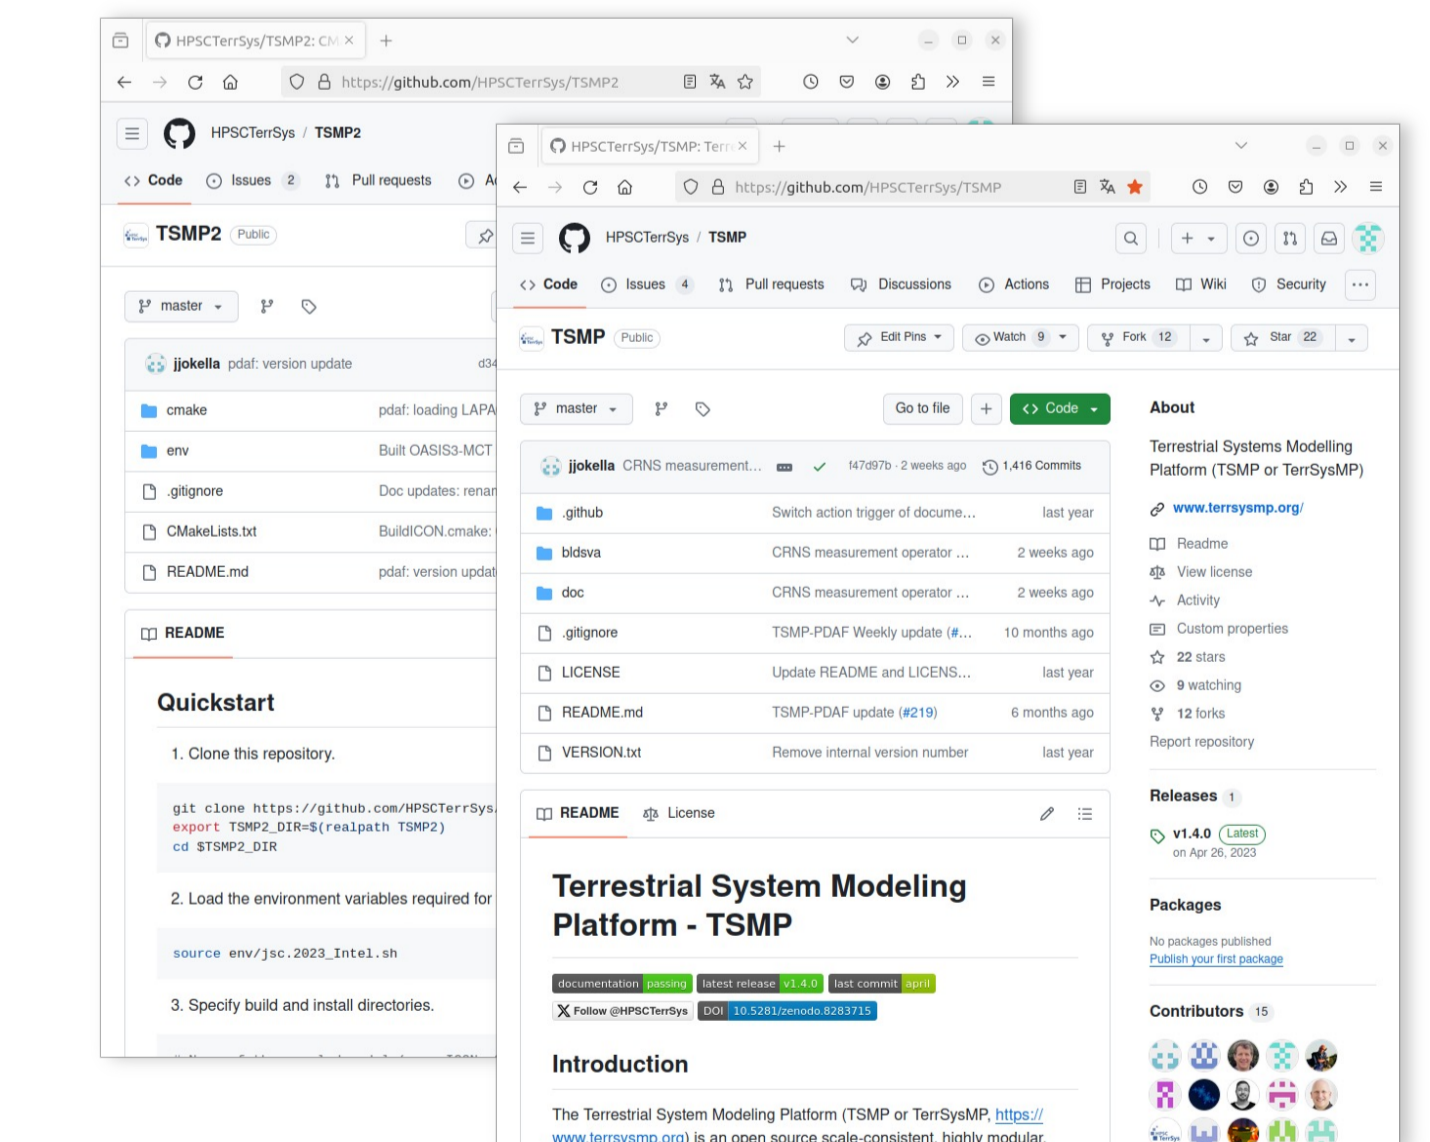 HPSCTerrSys/TSMP2: CM
https://github.com/HPSCTerrSys/TSMP2
HPSCTerrSys / TSMP2
Code Issues 2 Pull requests
TSMP2 Public
master
jjokella pdaf: version update d34
cmake pdaf: loading LAPA
env Built OASIS3-MCT
.gitignore Doc updates: renam
CMakeLists.txt BuildICON.cmake:
README.md pdaf: version updat
README
Quickstart
1. Clone this repository.
git clone https://github.com/HPSCTerrSys
export TSMP2_DIR=$(realpath TSMP2)
cd $TSMP2_DIR
2. Load the environment variables required for
source env/jsc.2023_Intel.sh
3. Specify build and install directories.
HPSCTerrSys/TSMP: Terr
https://github.com/HPSCTerrSys/TSMP
HPSCTerrSys / TSMP
Code Issues 4 Pull requests Discussions Actions Projects Wiki Security
TSMP Public Edit Pins Watch 9 Fork 12 Star 22
master Go to file Code
jjokella CRNS measurement... f47d97b · 2 weeks ago 1,416 Commits
.github Switch action trigger of docume... last year
bldsva CRNS measurement operator ... 2 weeks ago
doc CRNS measurement operator ... 2 weeks ago
.gitignore TSMP-PDAF Weekly update (#... 10 months ago
LICENSE Update README and LICENS... last year
README.md TSMP-PDAF update (#219) 6 months ago
VERSION.txt Remove internal version number last year
README License
Terrestrial System Modeling
Platform - TSMP
documentation passing latest release v1.4.0 last commit april
X Follow @HPSCTerrSys DOI 10.5281/zenodo.8283715
Introduction
The Terrestrial System Modeling Platform (TSMP or TerrSysMP, https://
www.terrsysmp.org) is an open source scale-consistent, highly modular,
About
Terrestrial Systems Modelling
Platform (TSMP or TerrSysMP)
www.terrsysmp.org/
Readme
View license
Activity
Custom properties
22 stars
9 watching
12 forks
Report repository
Releases 1
v1.4.0 Latest
on Apr 26, 2023
Packages
No packages published
Publish your first package
Contributors 15